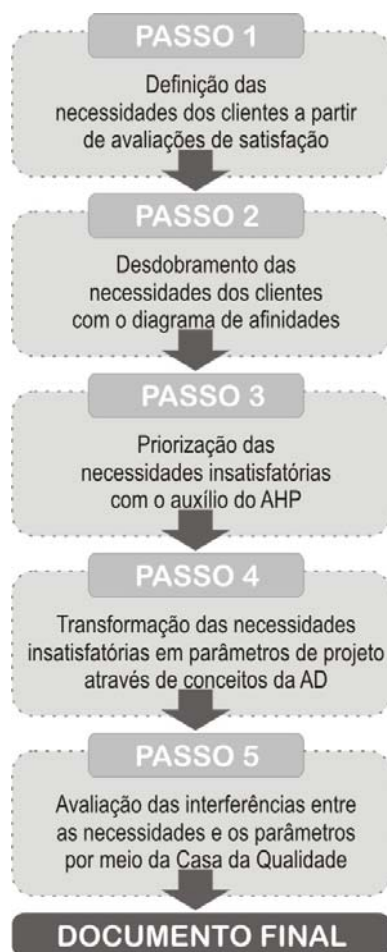 PASSO 1
Definição das
necessidades dos clientes a partir
de avaliações de satisfação
PASSO 2
Desdobramento das
necessidades dos clientes
com o diagrama de afinidades
PASSO 3
Priorização das
necessidades insatisfatórias
com o auxílio do AHP
PASSO 4
Transformação das necessidades
insatisfatórias em parâmetros de projeto
através de conceitos da AD
PASSO 5
Avaliação das interferências entre
as necessidades e os parâmetros
por meio da Casa da Qualidade
DOCUMENTO FINAL